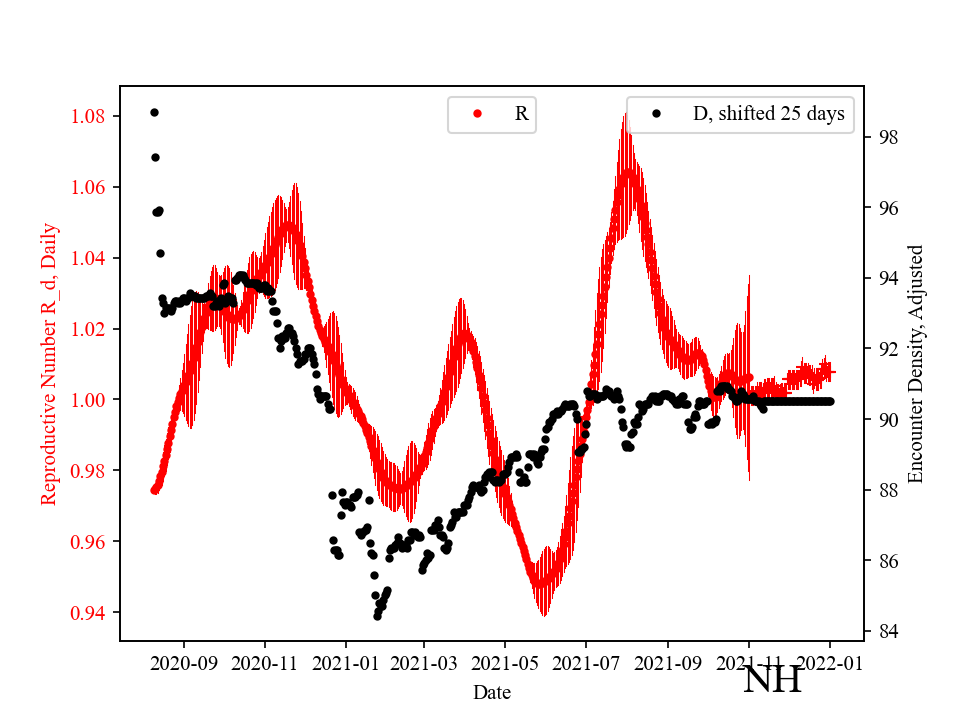 R
D, shifted 25 days
1.08
1.06
1.04
1.02
1.00
0.98
0.96
0.94
Reproductive Number R_d, Daily
98
96
94
92
90
88
86
84
Encounter Density, Adjusted
2020-09 2020-11 2021-01 2021-03 2021-05 2021-07 2021-09 2021-11 2022-01
Date
NH